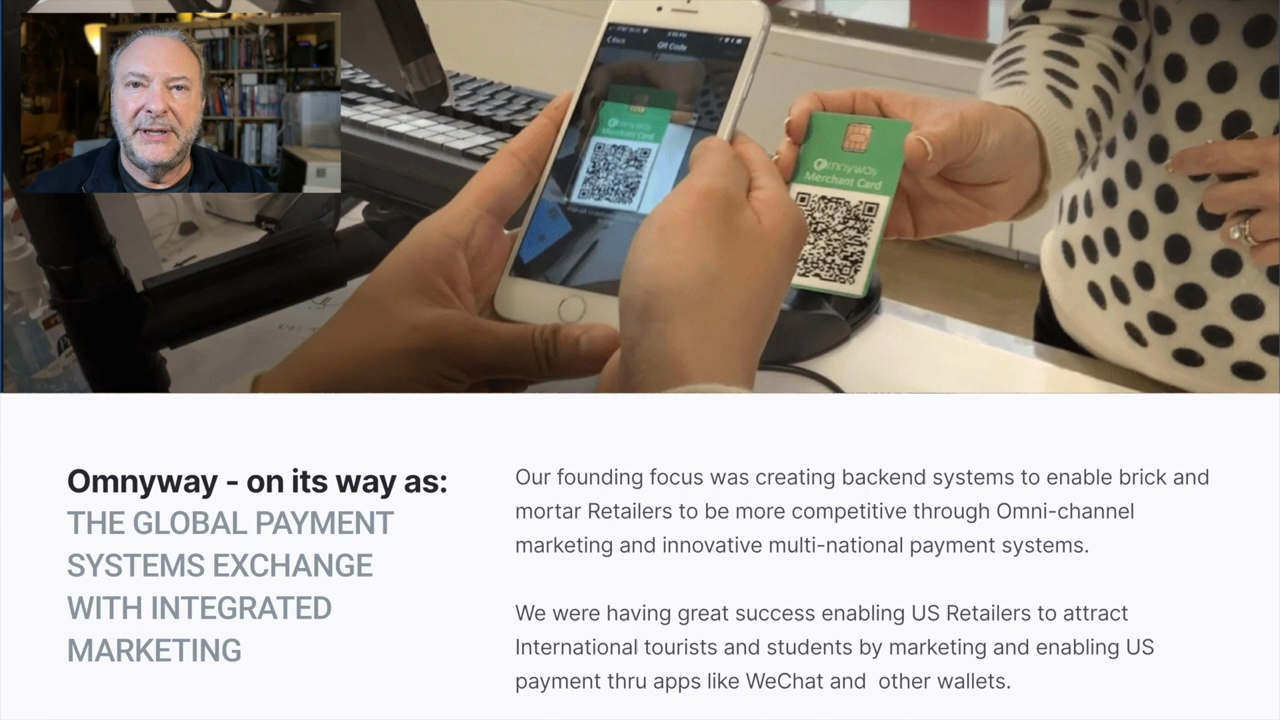 QR Code
Omnyway
Merchant Card
Omnyway
Merchant Card
Omnyway - on its way as:
THE GLOBAL PAYMENT
SYSTEMS EXCHANGE
WITH INTEGRATED
MARKETING
Our founding focus was creating backend systems to enable brick and
mortar Retailers to be more competitive through Omni-channel
marketing and innovative multi-national payment systems.
We were having great success enabling US Retailers to attract
International tourists and students by marketing and enabling US
payment thru apps like WeChat and  other wallets.